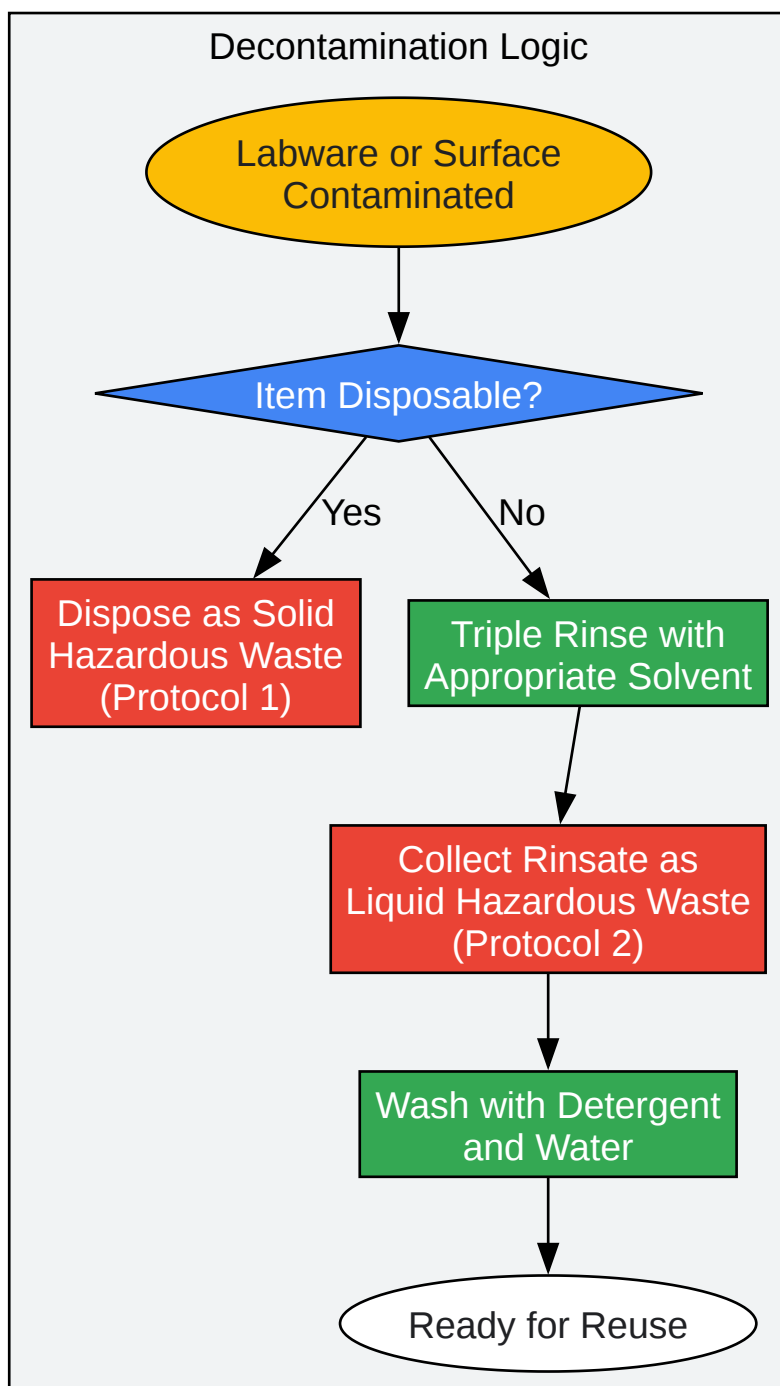 Decontamination Logic
Labware or Surface
Contaminated
Item Disposable?
Yes
No
Dispose as Solid
Hazardous Waste
(Protocol 1)
Triple Rinse with
Appropriate Solvent
Collect Rinsate as
Liquid Hazardous Waste
(Protocol 2)
Wash with Detergent
and Water
Ready for Reuse